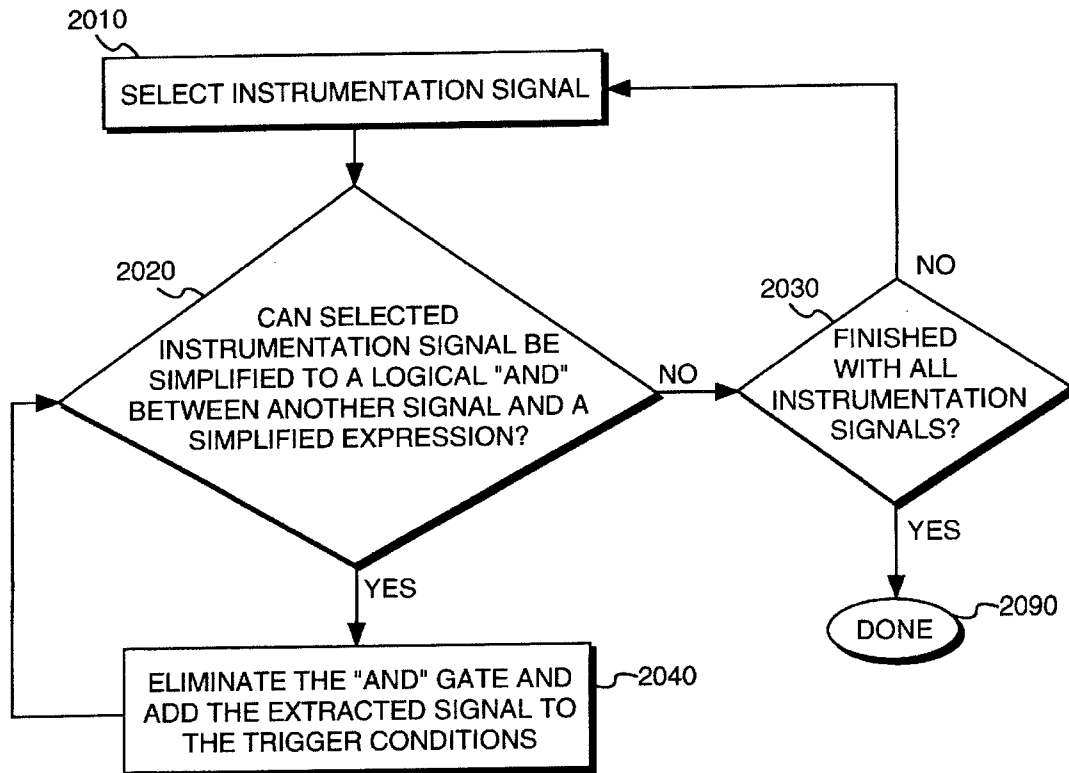 2010
SELECT INSTRUMENTATION SIGNAL
2020
CAN SELECTED
INSTRUMENTATION SIGNAL BE
SIMPLIFIED TO A LOGICAL "AND"
BETWEEN ANOTHER SIGNAL AND A
SIMPLIFIED EXPRESSION?
NO
YES
2030
FINISHED
WITH ALL
INSTRUMENTATION
SIGNALS?
NO
YES
2040
ELIMINATE THE "AND" GATE AND
ADD THE EXTRACTED SIGNAL TO
THE TRIGGER CONDITIONS
DONE
2090